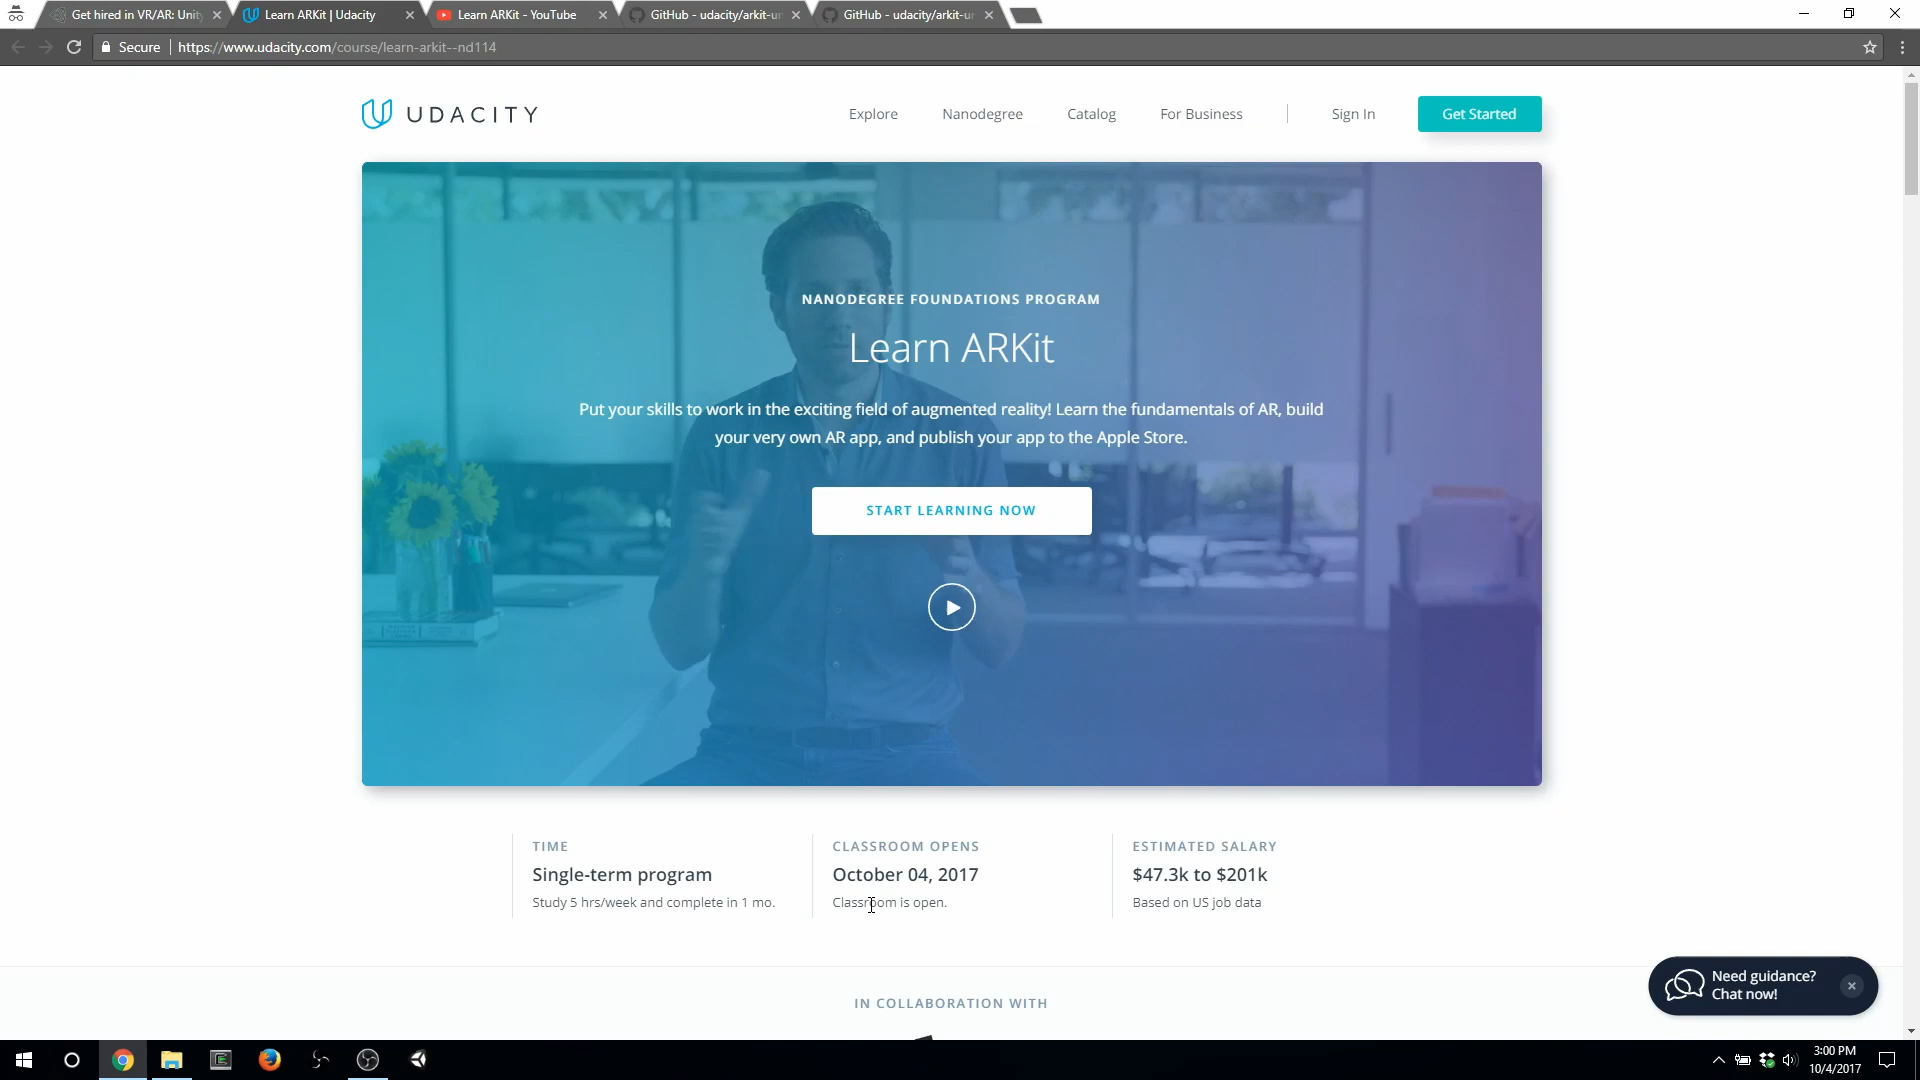 Get hired in VR/AR: Unit
Learn ARKit | Udacity
Learn ARKit - YouTube
GitHub - udacity/arkit-un
GitHub - udacity/arkit-un
Secure
https://www.udacity.com/course/learn-arkit--nd114
UDACITY
Explore
Nanodegree
Catalog
For Business
Sign In
Get Started
NANODEGREE FOUNDATIONS PROGRAM
Learn ARKit
Put your skills to work in the exciting field of augmented reality! Learn the fundamentals of AR, build
your very own AR app, and publish your app to the Apple Store.
START LEARNING NOW
TIME
Single-term program
Study 5 hrs/week and complete in 1 mo.
CLASSROOM OPENS
October 04, 2017
Classroom is open.
ESTIMATED SALARY
$47.3k to $201k
Based on US job data
Need guidance?
Chat now!
IN COLLABORATION WITH
3:00 PM
10/4/2017